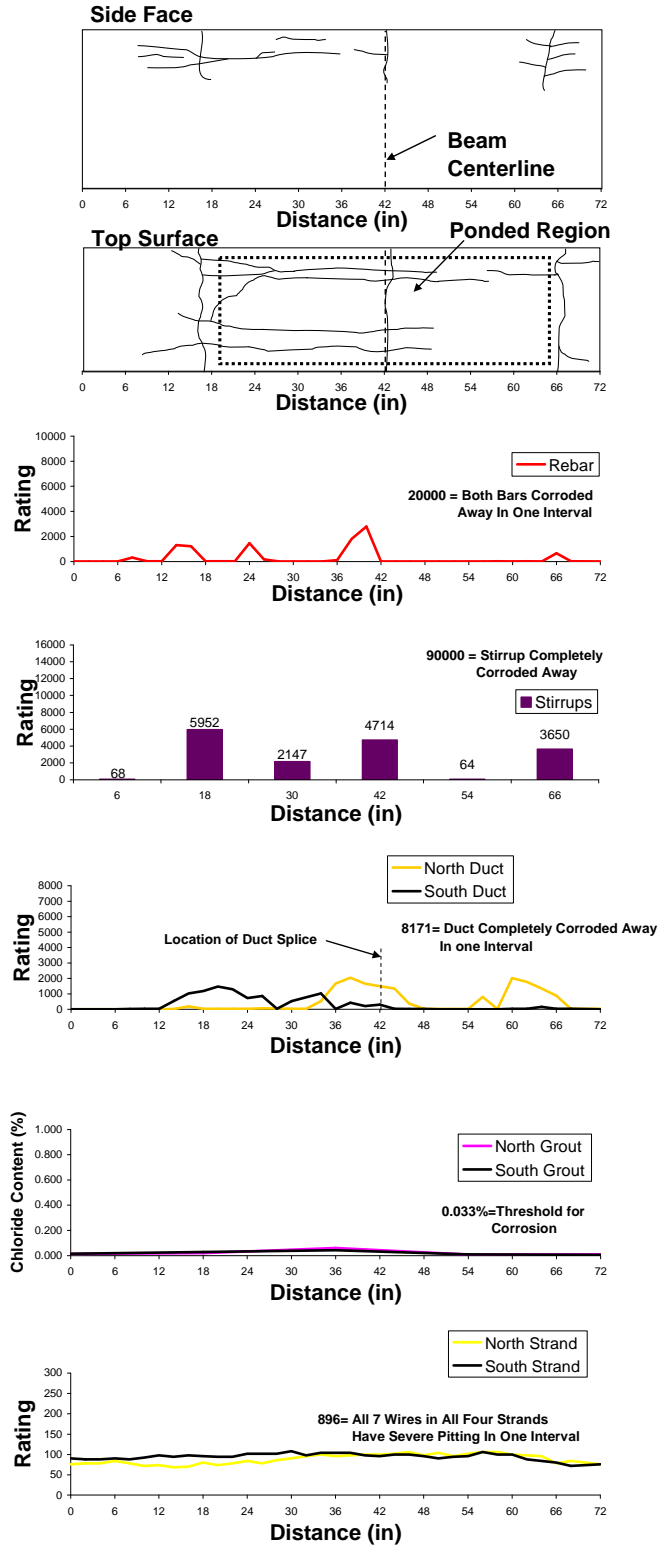 Side Face
Beam
Centerline
0 6 12 18 24 30 36 42 48 54 60 66 72
Distance (in)
Ponded Region
Top Surface
0 6 12 18 24 30 36 42 48 54 60 66 72
Distance (in)
10000
8000
6000
4000
2000
0
Rating
Rebar
20000 = Both Bars Corroded
Away In One Interval
0 6 12 18 24 30 36 42 48 54 60 66 72
Distance (in)
16000
14000
12000
10000
8000
6000
4000
2000
0
Rating
90000 = Stirrup Completely
Corroded Away
Stirrups
68 5952 2147 4714 64 3650
6 18 30 42 54 66
Distance (in)
North Duct
South Duct
8000
7000
6000
5000
4000
3000
2000
1000
0
Rating
Location of Duct Splice
8171= Duct Completely Corroded Away
In one Interval
0 6 12 18 24 30 36 42 48 54 60 66 72
Distance (in)
1.000
0.800
0.600
0.400
0.200
0.000
Chloride Content (%)
North Grout
South Grout
0.033%=Threshold for
Corrosion
0 6 12 18 24 30 36 42 48 54 60 66 72
Distance (in)
North Strand
South Strand
300
250
200
150
100
50
0
Rating
896= All 7 Wires in All Four Strands
Have Severe Pitting In One Interval
0 6 12 18 24 30 36 42 48 54 60 66 72
Distance (in)